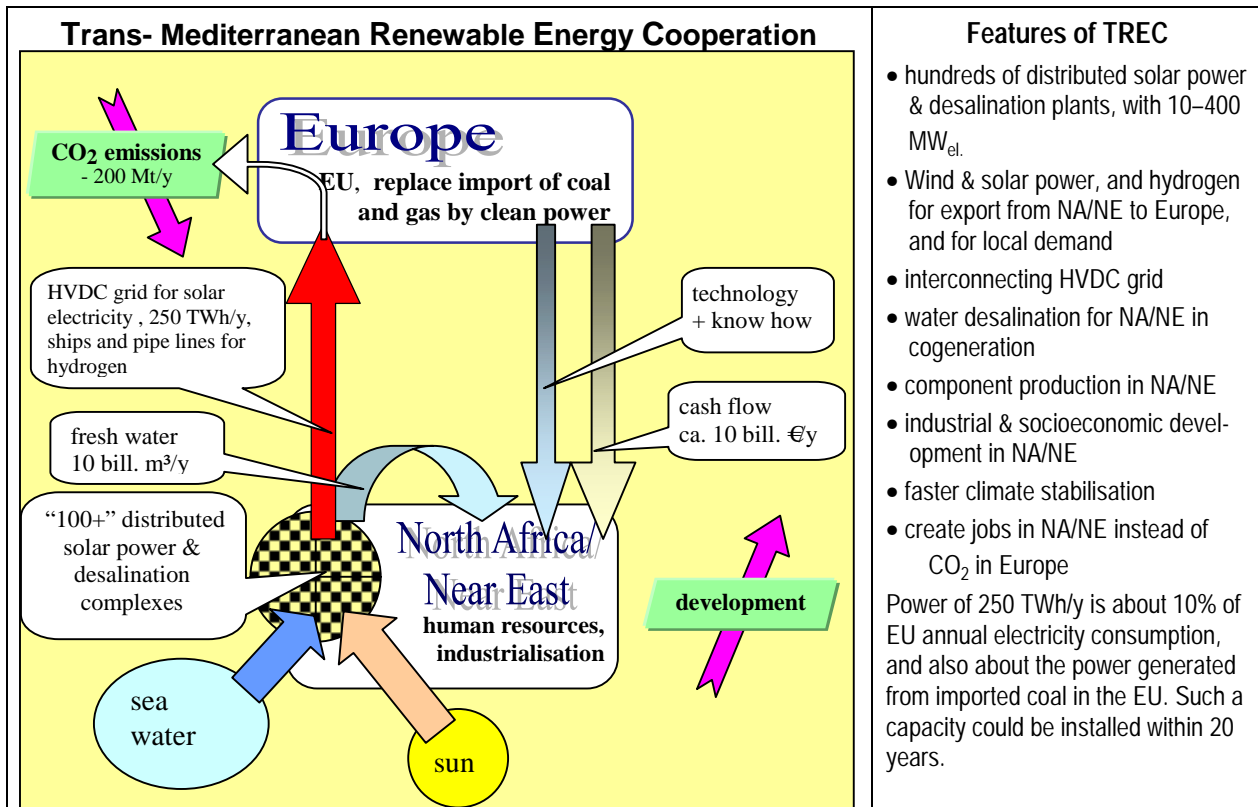 Trans- Mediterranean Renewable Energy Cooperation
Europe
EU, replace import of coal
and gas by clean power
CO2 emissions
- 200 Mt/y
HVDC grid for solar
electricity , 250 TWh/y,
ships and pipe lines for
hydrogen
technology
+ know how
cash flow
ca. 10 bill. €/y
fresh water
10 bill. m³/y
“100+” distributed
solar power &
desalination
complexes
North Africa/
Near East
human resources,
industrialisation
development
sea
water
sun
Features of TREC
• hundreds of distributed solar power
& desalination plants, with 10–400
MWel.
• Wind & solar power, and hydrogen
for export from NA/NE to Europe,
and for local demand
• interconnecting HVDC grid
• water desalination for NA/NE in
cogeneration
• component production in NA/NE
• industrial & socioeconomic devel-
opment in NA/NE
• faster climate stabilisation
• create jobs in NA/NE instead of
CO2 in Europe
Power of 250 TWh/y is about 10% of
EU annual electricity consumption,
and also about the power generated
from imported coal in the EU. Such a
capacity could be installed within 20
years.